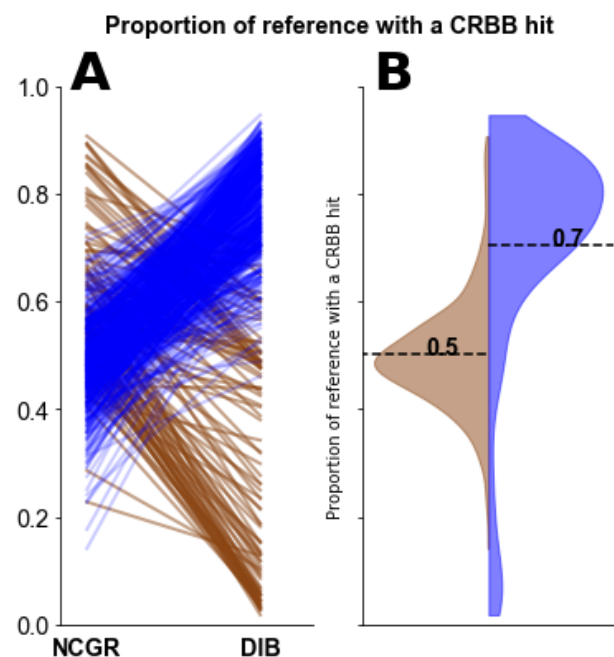 Proportion of reference with a CRBB hit
A
B
1.0
0.8
0.6
0.4
0.2
0.0
NCGR
DIB
Proportion of reference with a CRBB hit
0.7
0.5